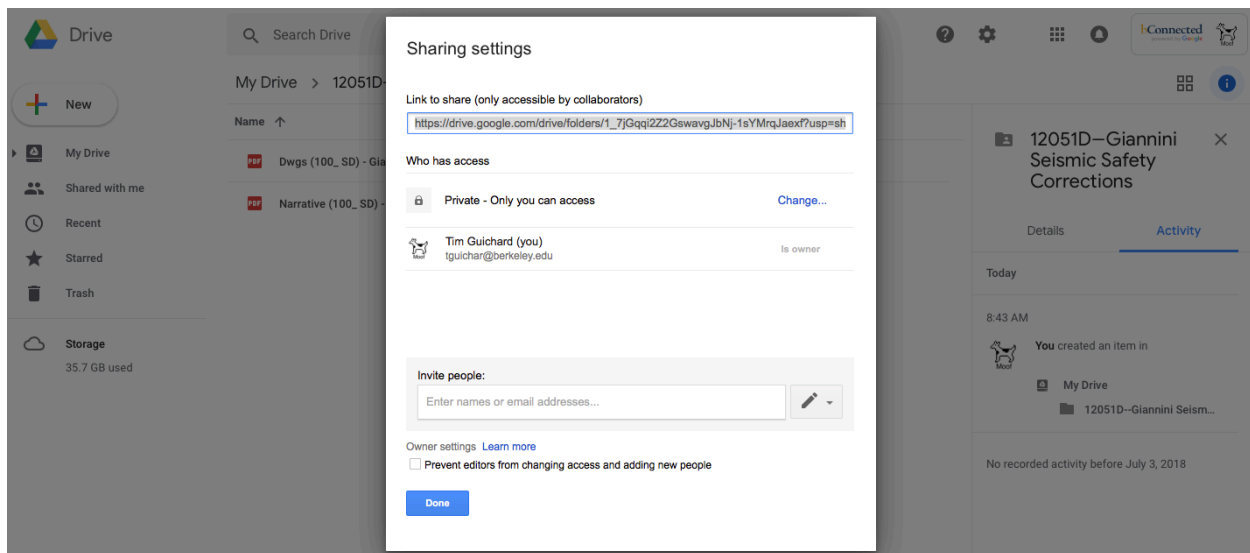 Drive
Search Drive
bConnected
Moof
My Drive > 12051D-
New
Name
My Drive
Shared with me
Recent
Starred
Trash
Storage
35.7 GB used
PDF Dwgs (100_ SD) - Gia
PDF Narrative (100_ SD) -
Sharing settings
Link to share (only accessible by collaborators)
https://drive.google.com/drive/folders/1_7jGqqi2Z2GswavgJbNj-1sYMrqJaexf?usp=sh
Who has access
Private - Only you can access Change...
Moof
Tim Guichard (you)
tguichar@berkeley.edu
Is owner
Invite people:
Enter names or email addresses...
Owner settings Learn more
Prevent editors from changing access and adding new people
Done
12051D--Giannini
Seismic Safety
Corrections
Details Activity
Today
8:43 AM
Moof
You created an item in
My Drive
12051D--Giannini Seism...
No recorded activity before July 3, 2018